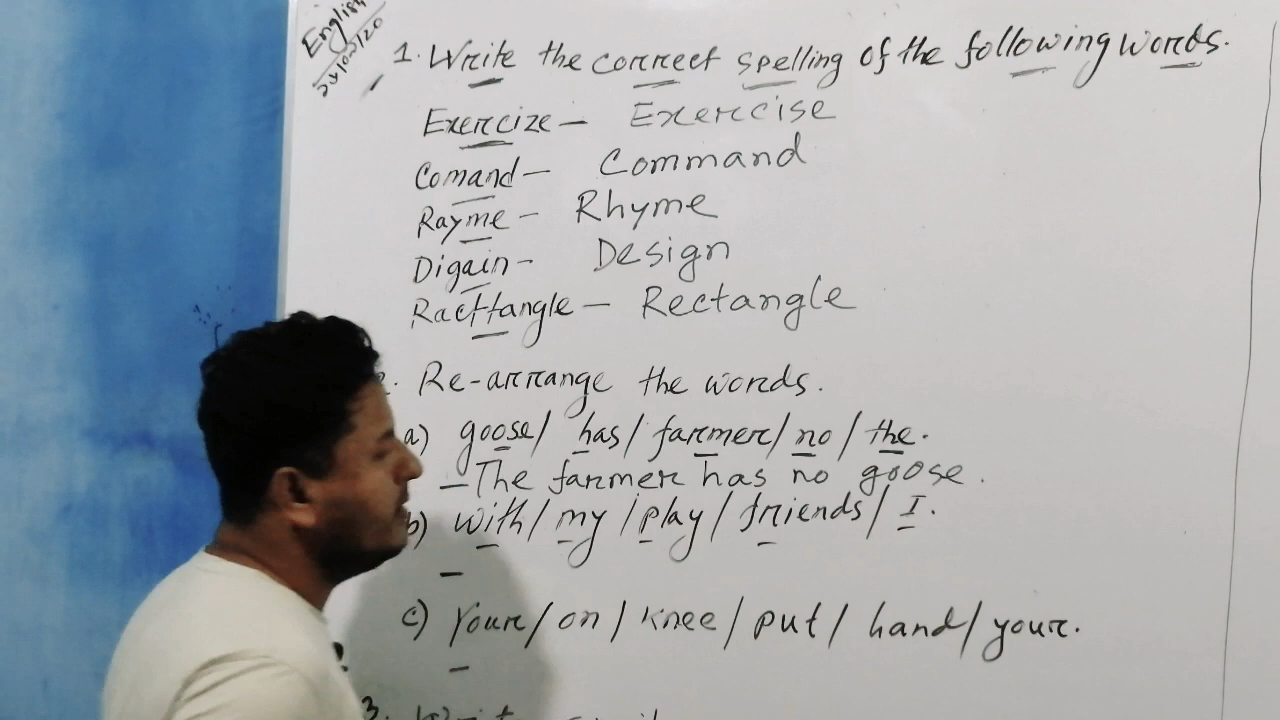 English
1. Write the correct spelling of the following words.
Exercize – Exercise
Comand – Command
Rayme – Rhyme
Digain – Design
Racttangle – Rectangle
Re-arrange the words.
a) goose/ has/ farmer/ no / the.
– The farmer has no goose.
b) with/ my / play / friends / I.
–
c) Your / on / knee / put / hand / your.
–
3.